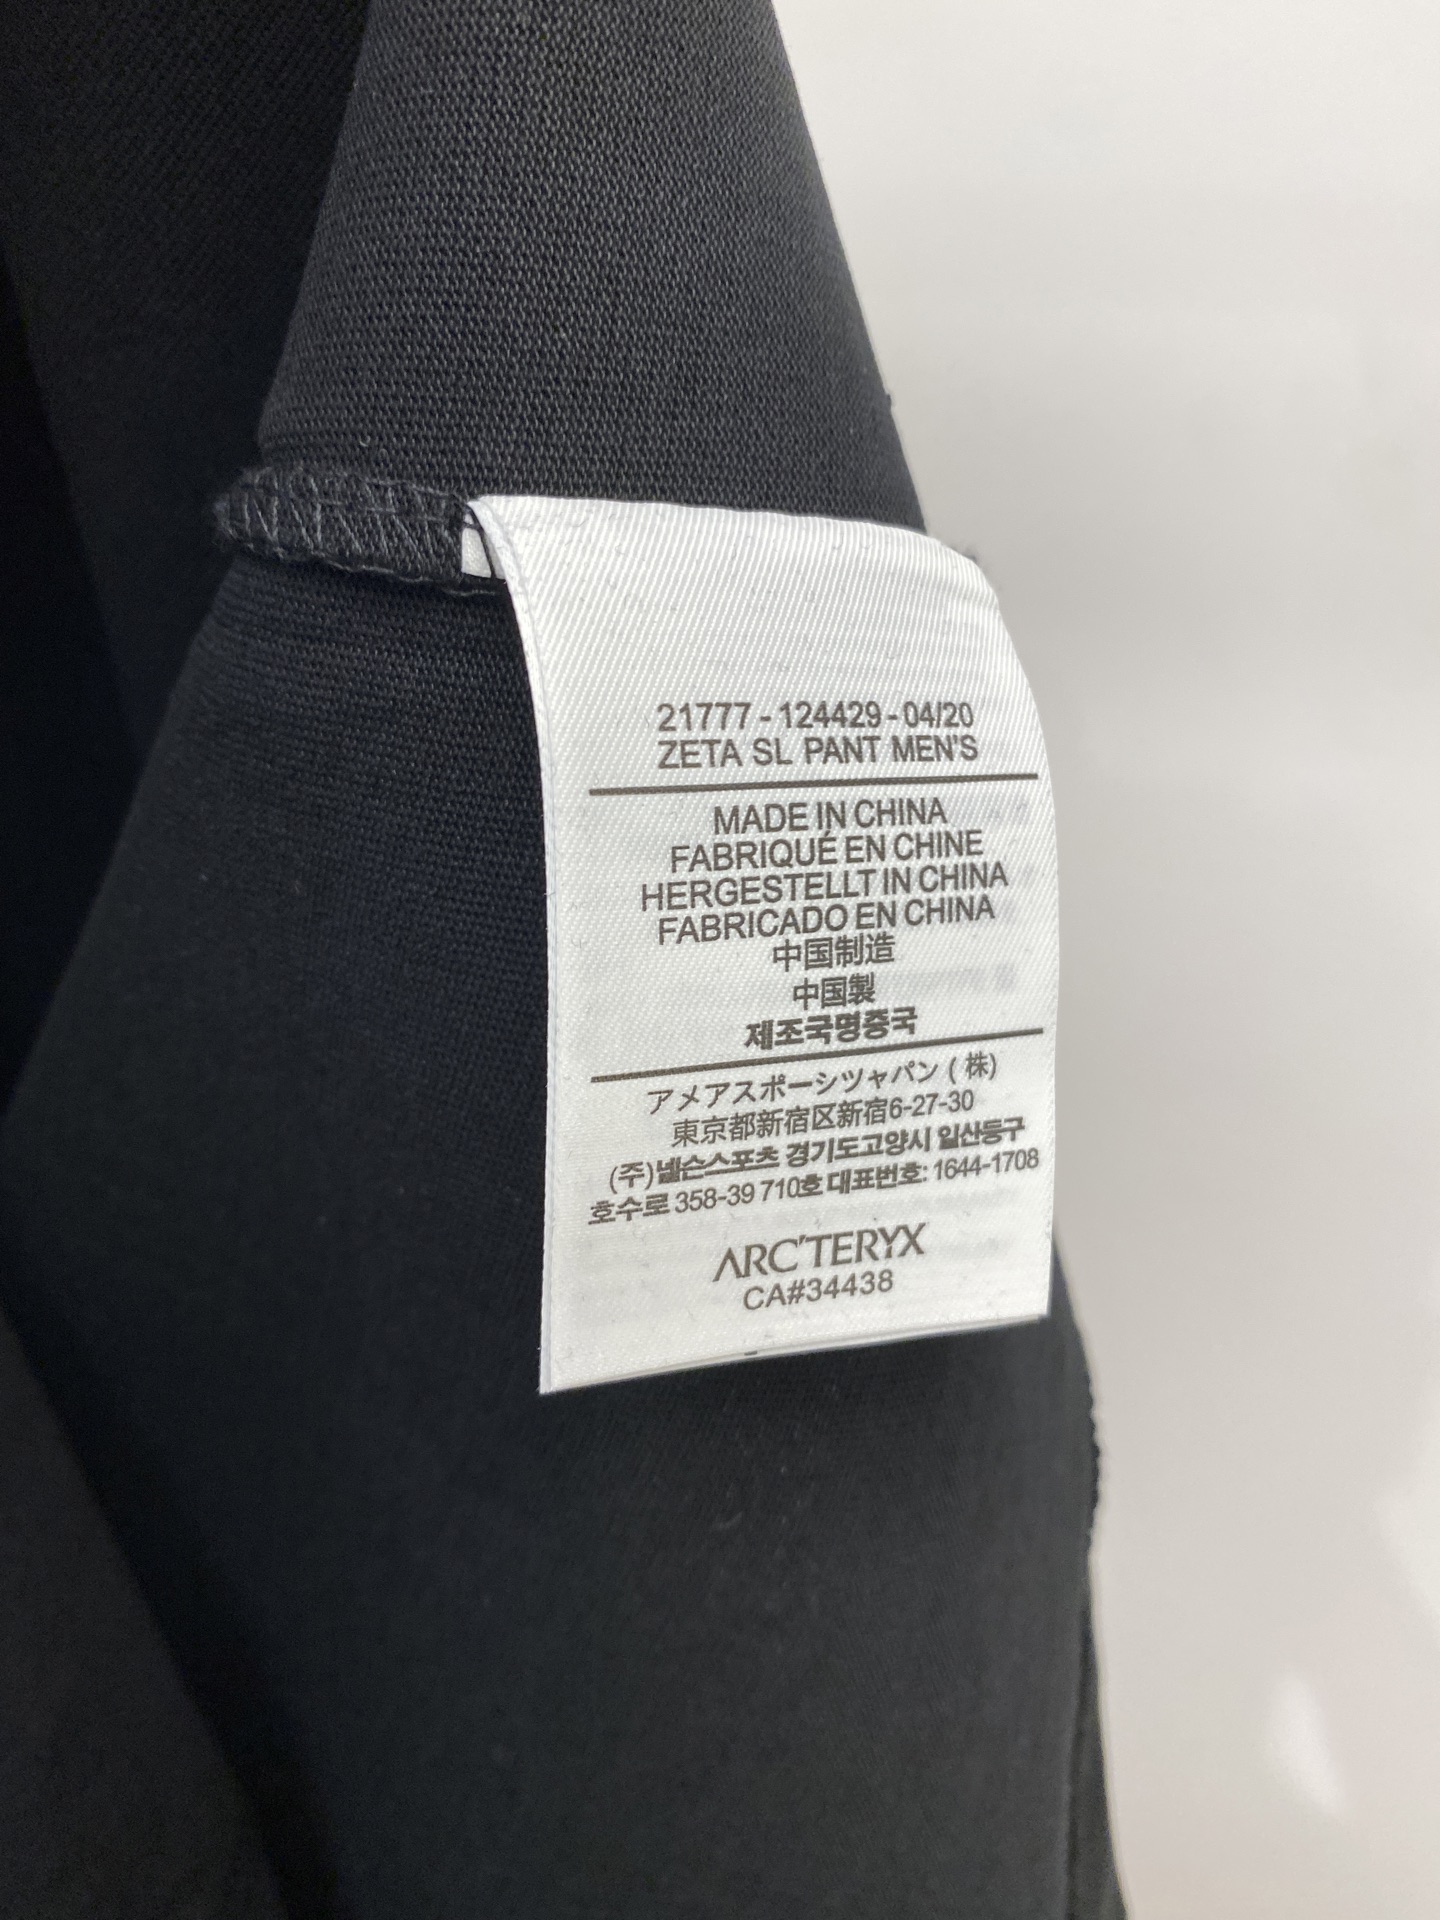 21777 - 124429 - 04/20
ZETA SL PANT MEN'S
MADE IN CHINA
FABRIQUÉ EN CHINE
HERGESTELLT IN CHINA
FABRICADO EN CHINA
中国制造
中国製
제조국명중국
アメアスポーシツャパン ( 株)
東京都新宿区新宿6-27-30
(주)넬슨스포츠 경기도고양시 일산동구
호수로 358-39 710호 대표번호: 1644-1708
ARC'TERYX
CA#34438